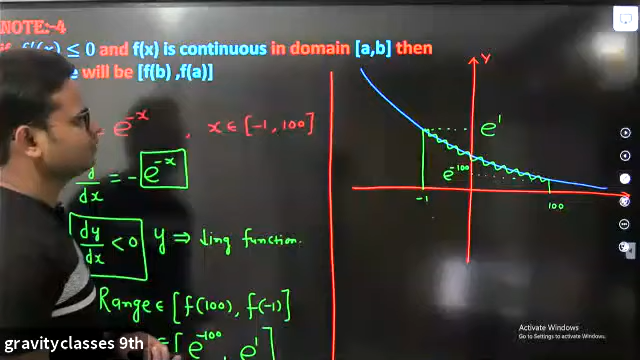 NOTE:-4
f'(x) ≤ 0 and f(x) is continuous in domain [a,b] then
will be [f(b) ,f(a)]
e^-x , x ∈ [-1, 100]
dx = - e^-x
dy/dx < 0 y ⇒ ↓ing function.
Range ∈ [f(100), f(-1)]
= [e^-100 , e^1]
Y
e^1
e^-100
-1
100
Activate Windows
Go to Settings to activate Windows.
gravityclasses 9th